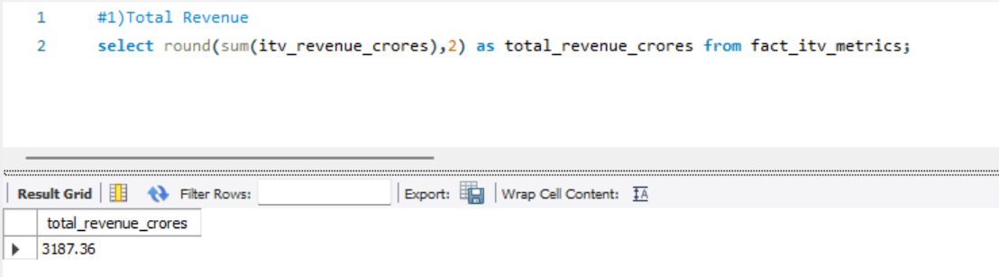 1 #1)Total Revenue
2 select round(sum(itv_revenue_crores),2) as total_revenue_crores from fact_itv_metrics;
Result Grid Filter Rows: Export: Wrap Cell Content: IA
total_revenue_crores
3187.36